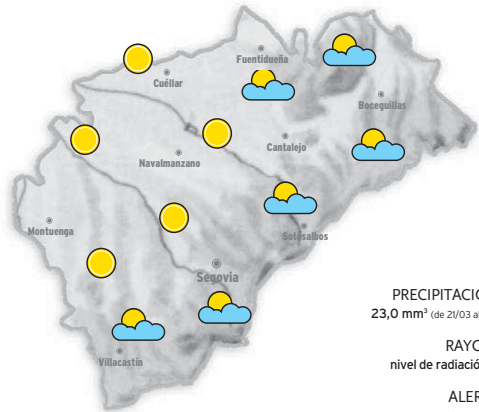 Fuentidueña
Cuéllar
Boceguillas
Cantalejo
Navalmanzano
Montuenga
Sotosalbos
Segovia
Villacastín
PRECIPITACIO
23,0 mm³ (de 21/03 al
RAYO
nivel de radiació
ALER